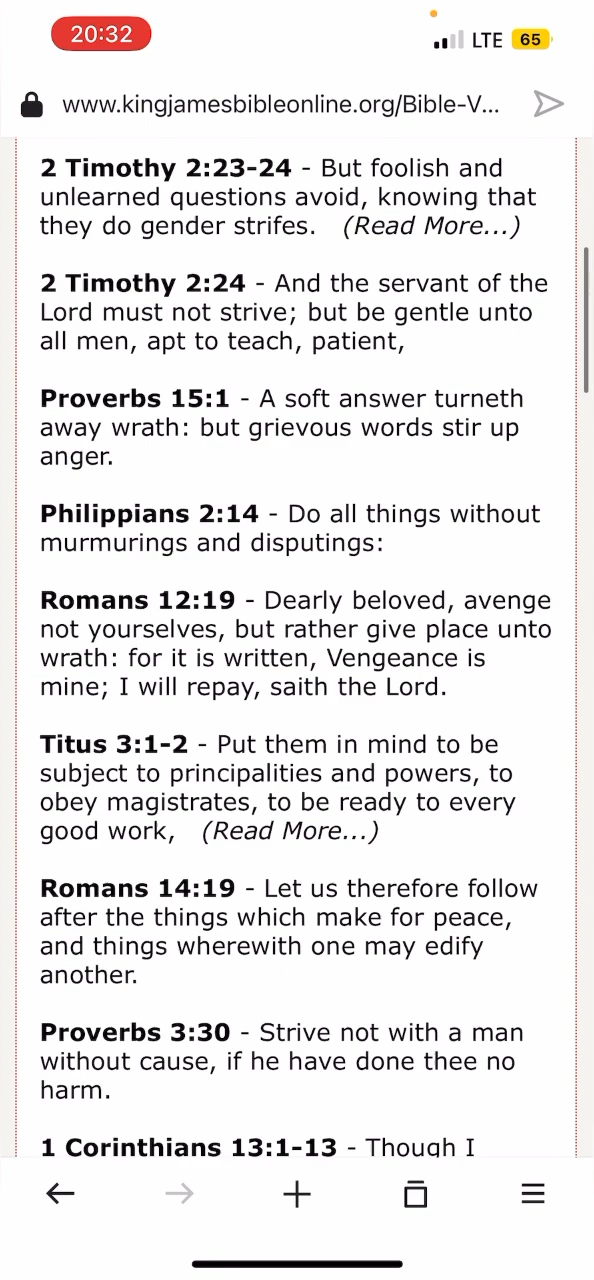 20:32
LTE 65
www.kingjamesbibleonline.org/Bible-V...
2 Timothy 2:23-24 - But foolish and
unlearned questions avoid, knowing that
they do gender strifes. (Read More...)
2 Timothy 2:24 - And the servant of the
Lord must not strive; but be gentle unto
all men, apt to teach, patient,
Proverbs 15:1 - A soft answer turneth
away wrath: but grievous words stir up
anger.
Philippians 2:14 - Do all things without
murmurings and disputings:
Romans 12:19 - Dearly beloved, avenge
not yourselves, but rather give place unto
wrath: for it is written, Vengeance is
mine; I will repay, saith the Lord.
Titus 3:1-2 - Put them in mind to be
subject to principalities and powers, to
obey magistrates, to be ready to every
good work, (Read More...)
Romans 14:19 - Let us therefore follow
after the things which make for peace,
and things wherewith one may edify
another.
Proverbs 3:30 - Strive not with a man
without cause, if he have done thee no
harm.
1 Corinthians 13:1-13 - Though I